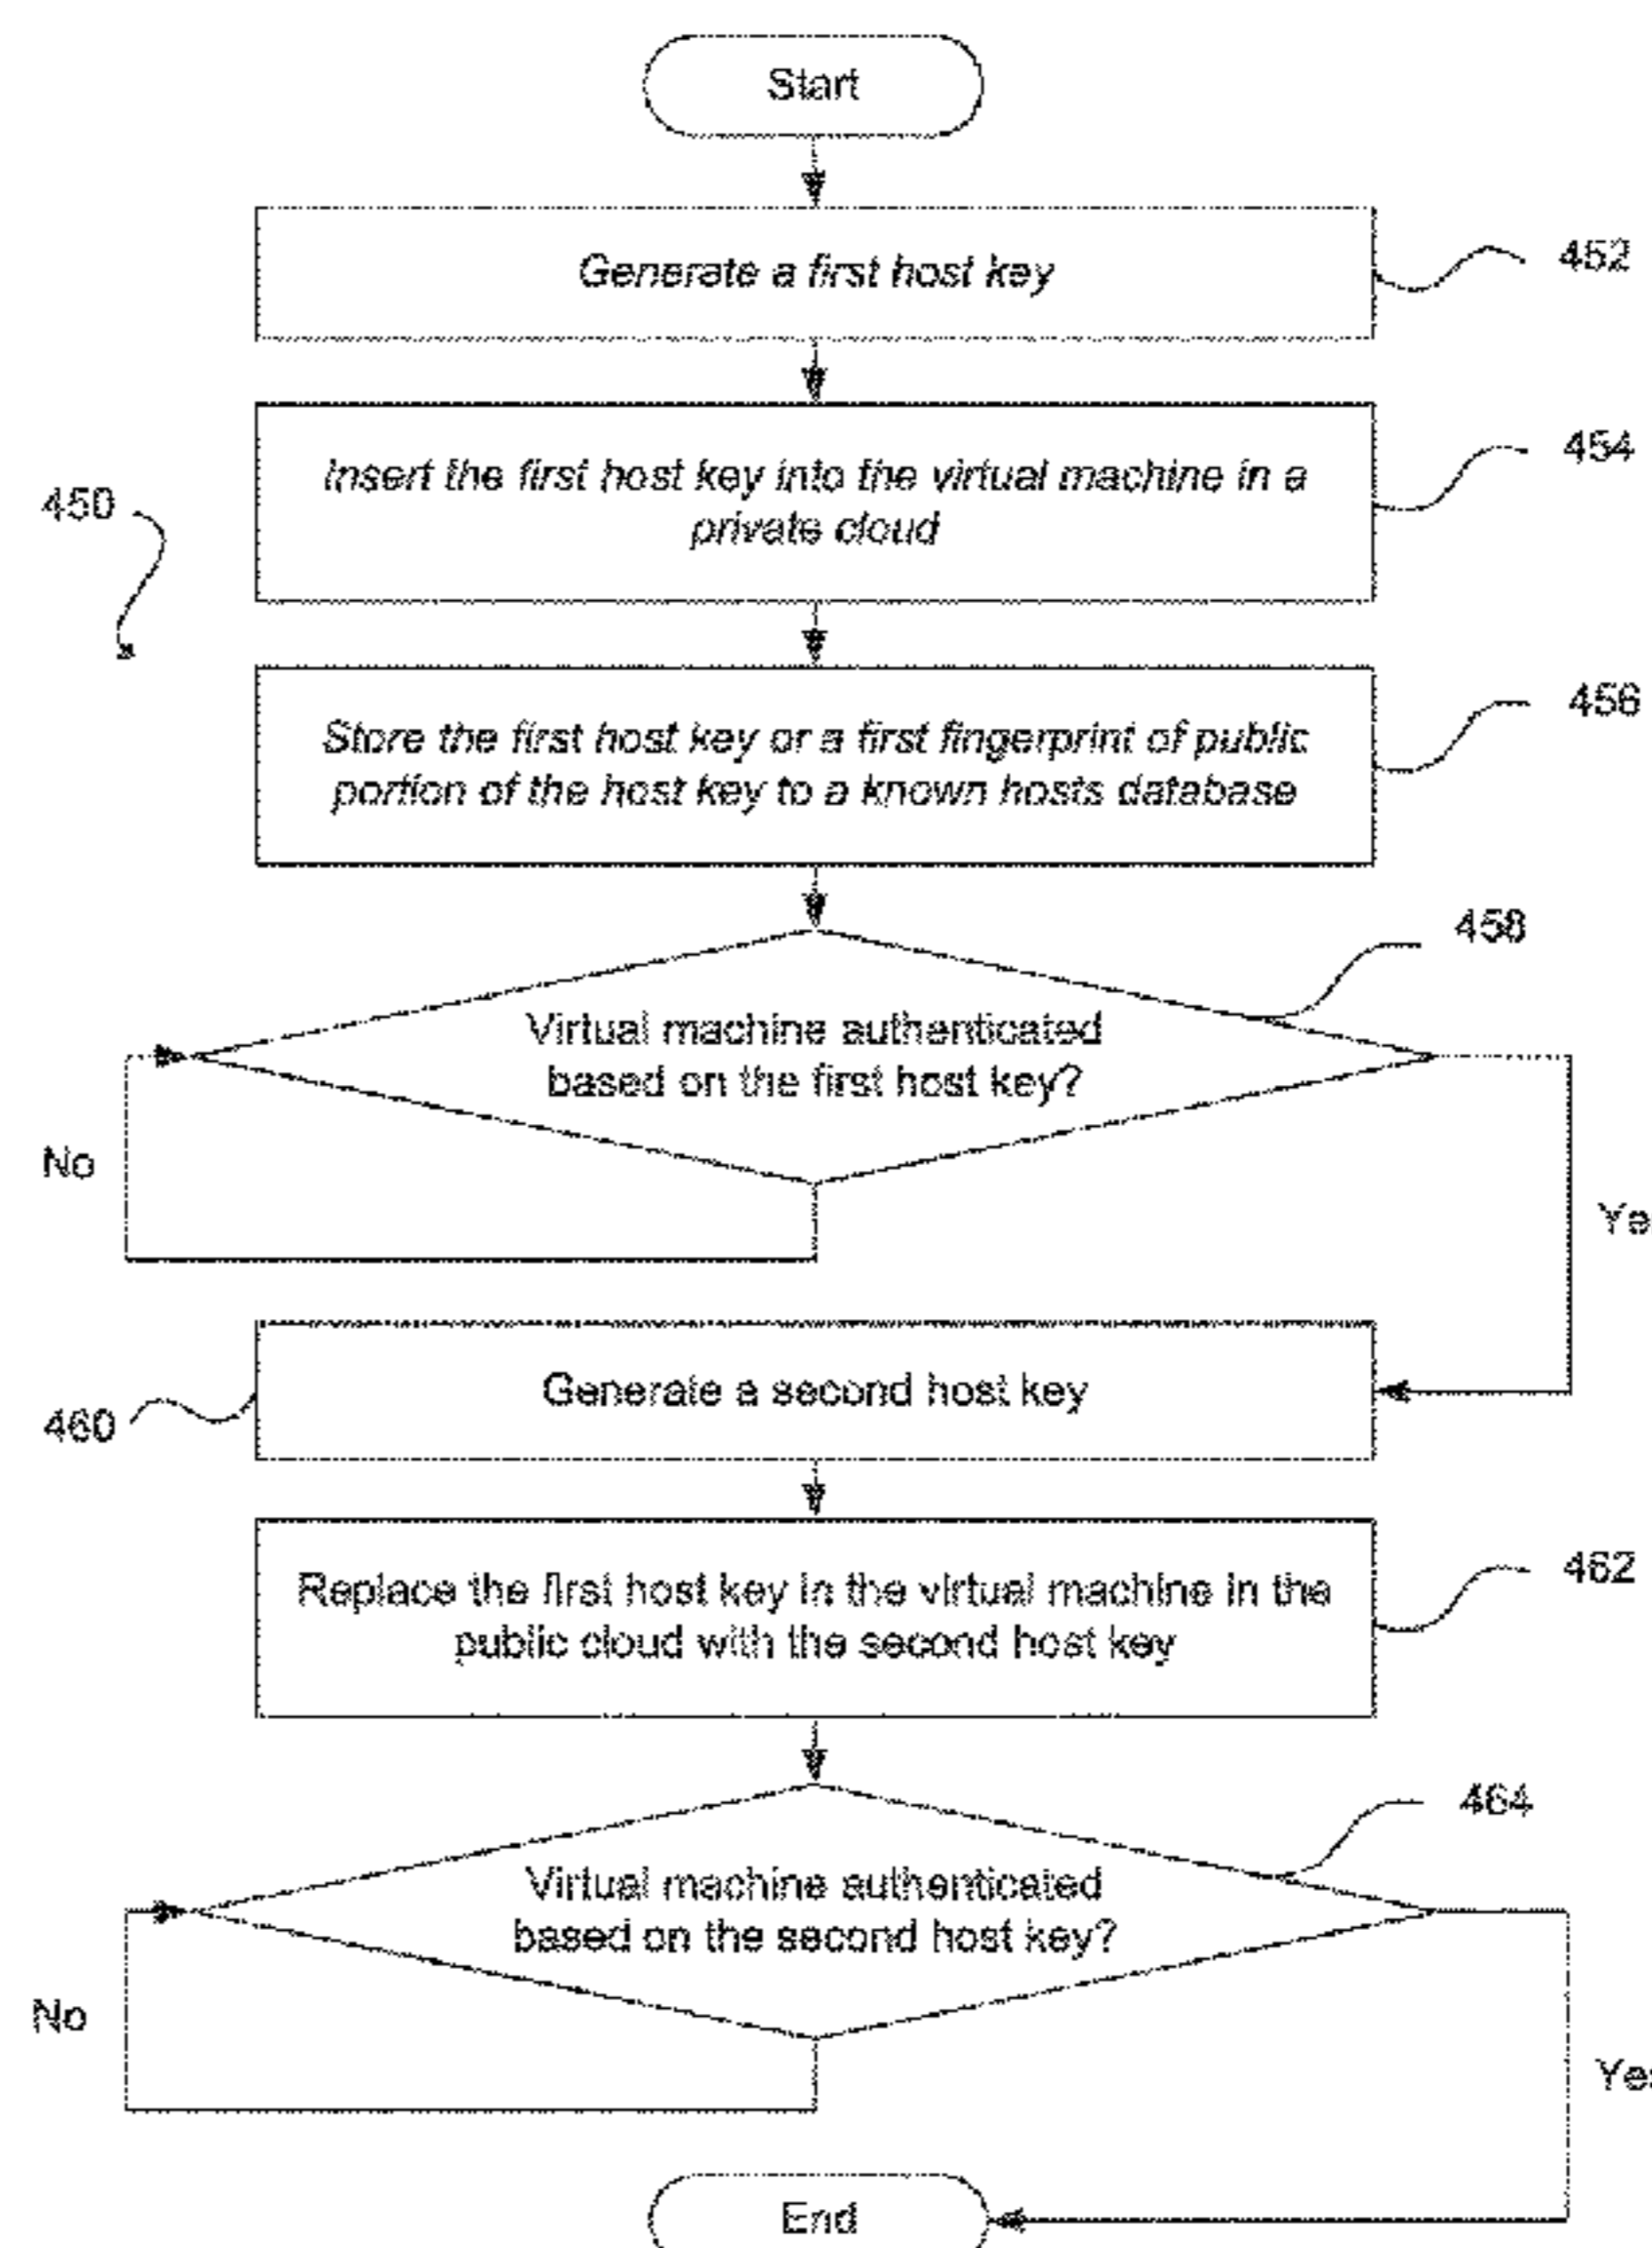 Start
Generate a first host key
452
Insert the first host key into the virtual machine in a
private cloud
454
450
Store the first host key or a first fingerprint of public
portion of the host key to a known hosts database
456
458
Virtual machine authenticated
based on the first host key?
No
Ye
Generate a second host key
460
Replace the first host key in the virtual machine in the
public cloud with the second host key
462
464
Virtual machine authenticated
based on the second host key?
No
Yes
End